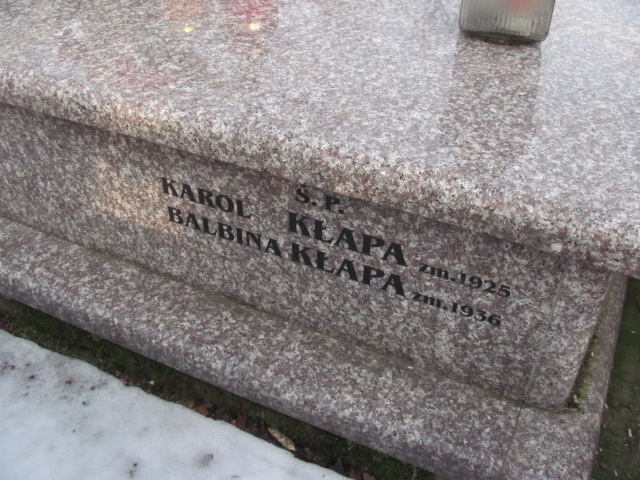 Ś. P.
KAROL KŁAPA zm.1925
BALBINA KŁAPA zm.1936